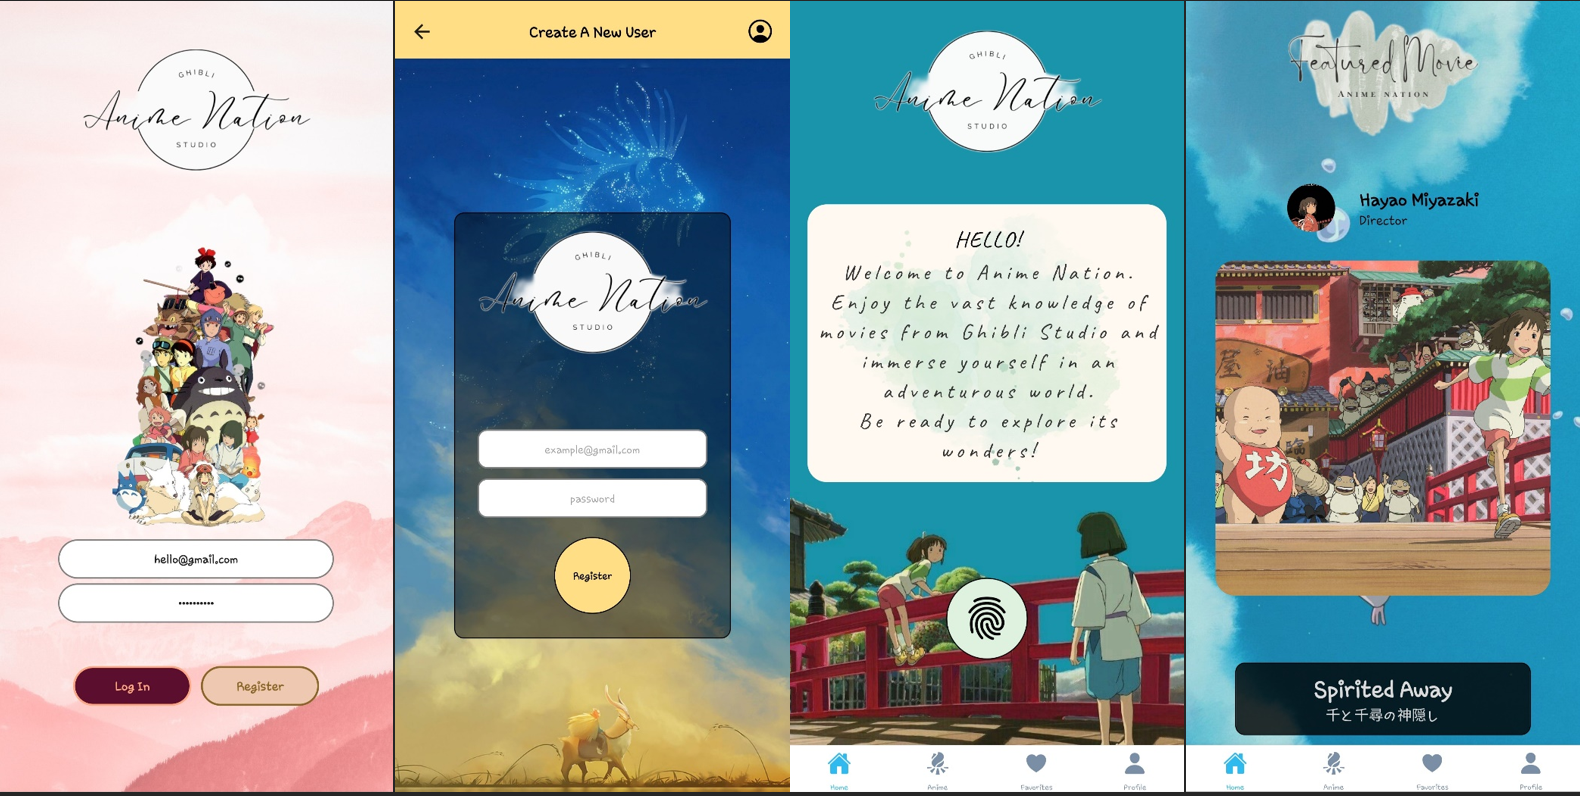 GHIBLI
Anime Nation
STUDIO
hello@gmail.com
••••••••••
Log In
Register
Create A New User
GHIBLI
Anime Nation
STUDIO
example@gmail.com
password
Register
GHIBLI
Anime Nation
STUDIO
HELLO!
Welcome to Anime Nation.
Enjoy the vast knowledge of
movies from Ghibli Studio and
immerse yourself in an
adventurous world.
Be ready to explore its
wonders!
Home
Anime
Favorites
Profile
Featured Movie
ANIME NATION
Hayao Miyazaki
Director
屋 油
坊
Spirited Away
千と千尋の神隠し
Home
Anime
Favorites
Profile